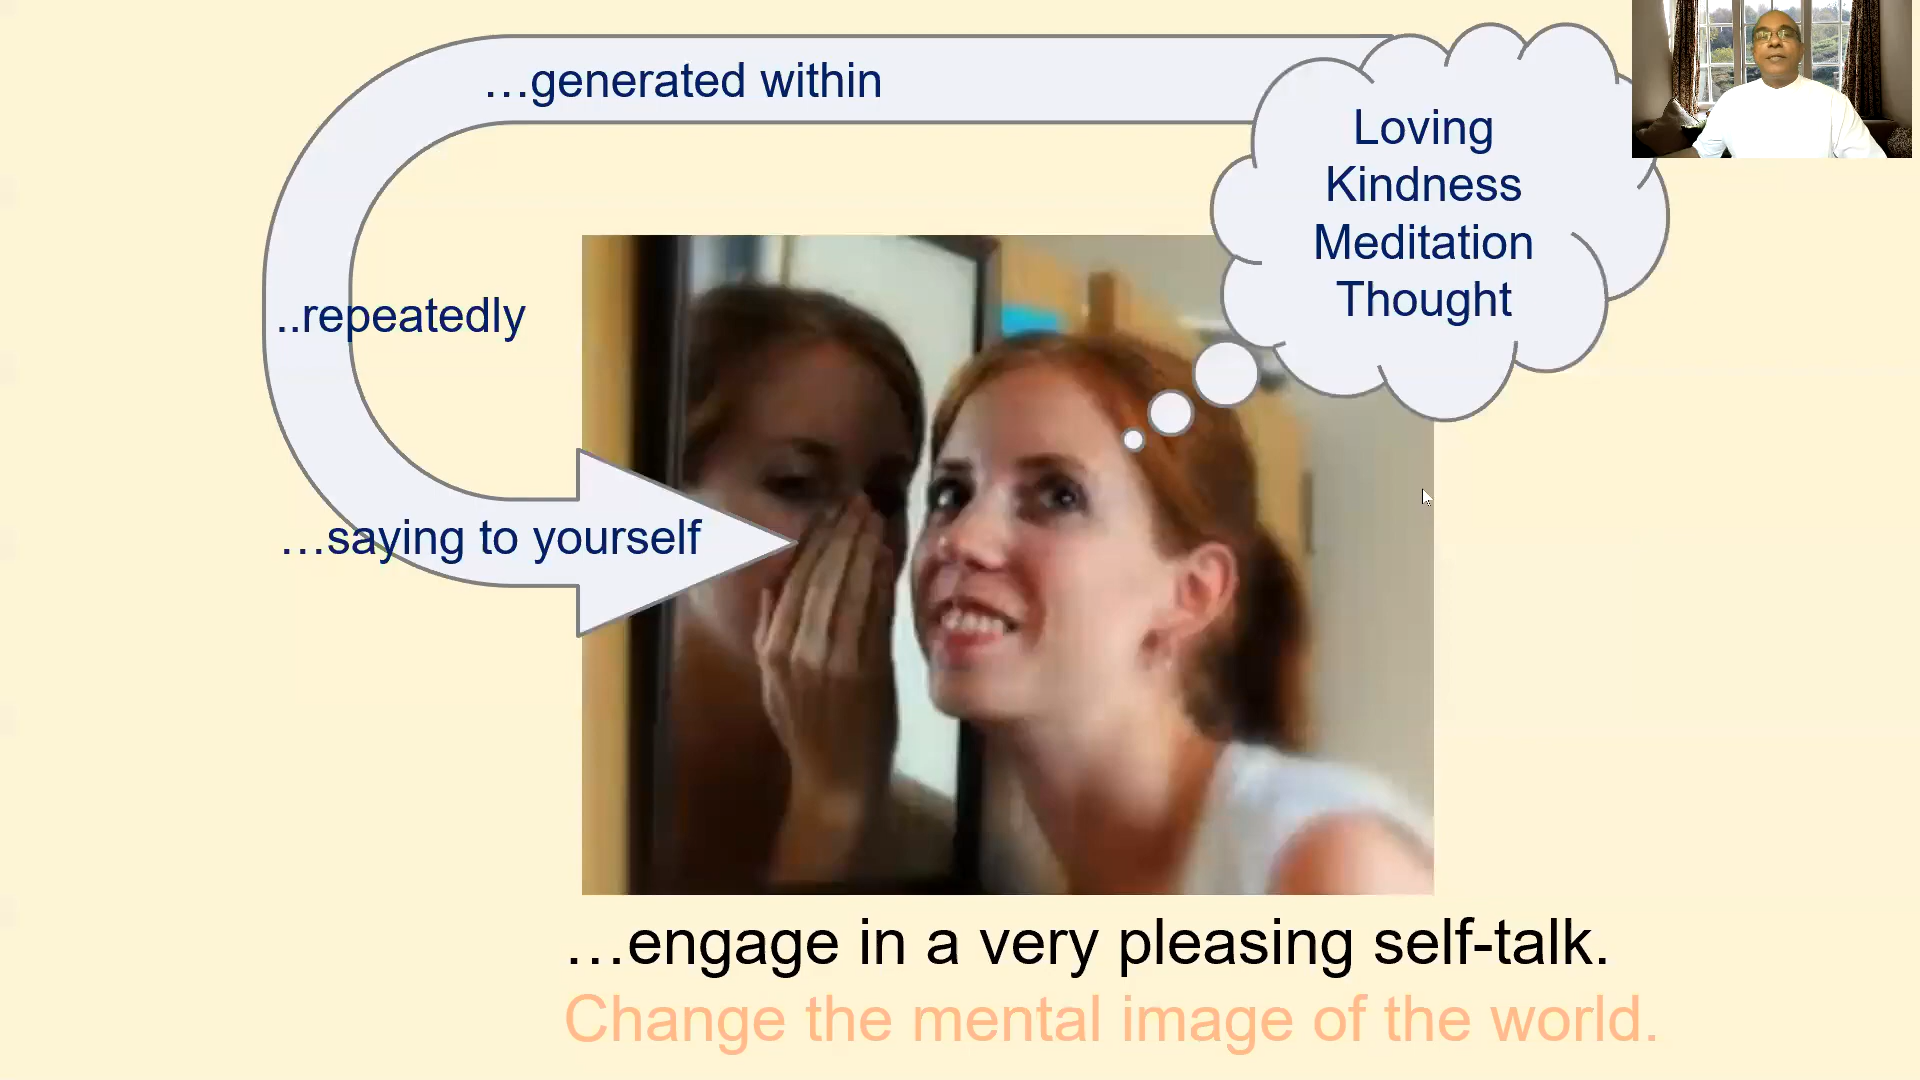 …generated within
Loving
Kindness
Meditation
Thought
..repeatedly
…saying to yourself
…engage in a very pleasing self-talk.
Change the mental image of the world.